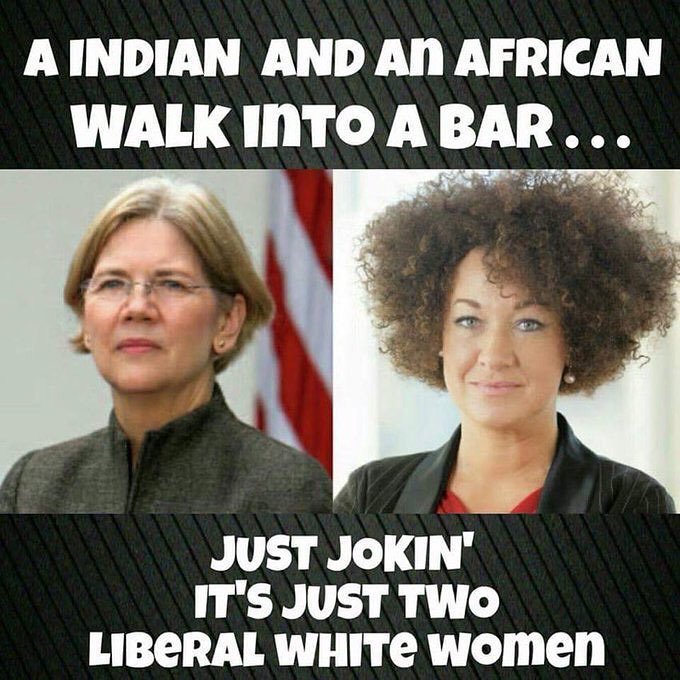 A INDIAN AND An AFRICAN
WALK InTO A BAR...
JUST JOKIN'
IT'S JUST TWO
LIBeRAL WHITe WOmen